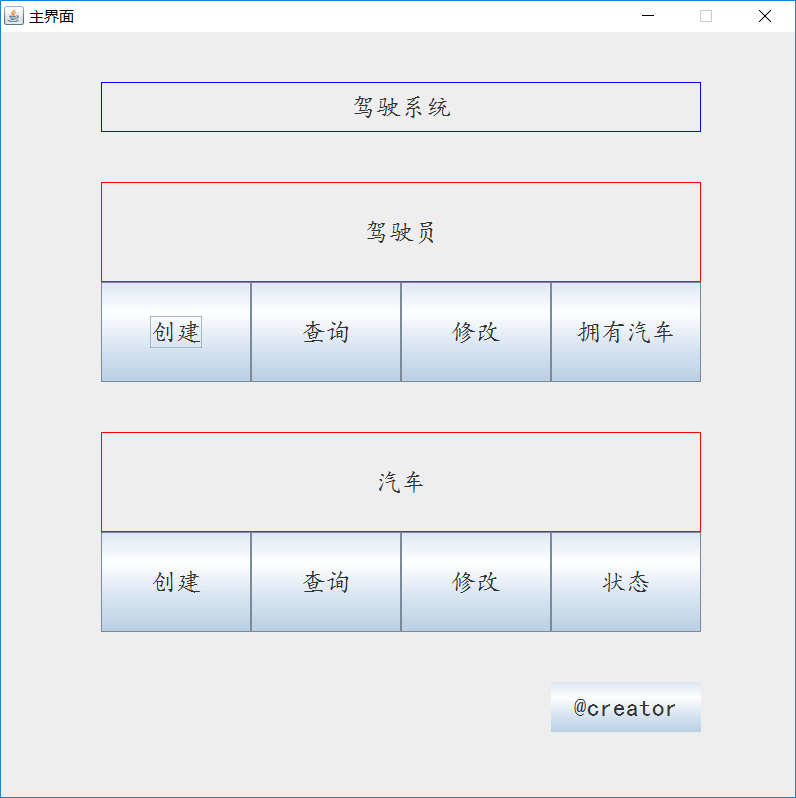 主界面
驾驶系统
驾驶员
创建 查询 修改 拥有汽车
汽车
创建 查询 修改 状态
@creator